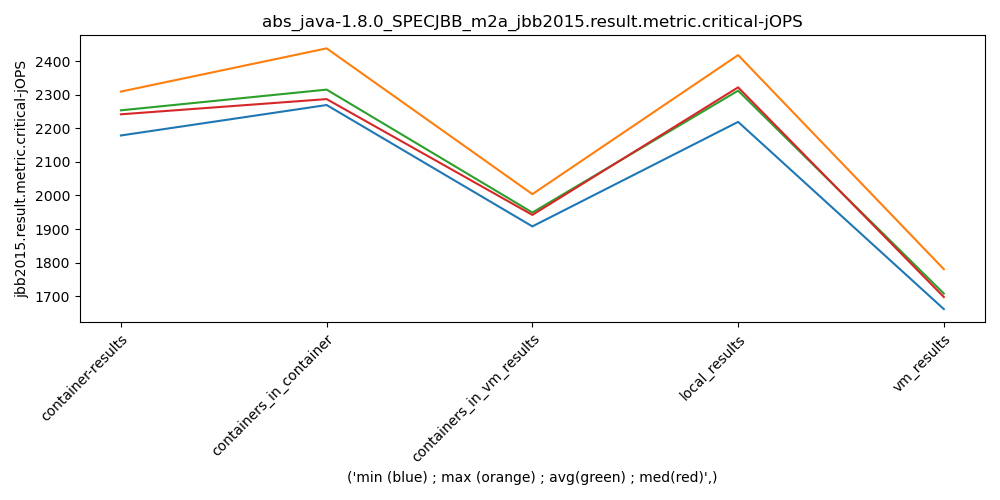 abs_java-1.8.0_SPECJBB_m2a_jbb2015.result.metric.critical-jOPS
jbb2015.result.metric.critical-jOPS
2400
2300
2200
2100
2000
1900
1800
1700
container-results
containers_in_container
containers_in_vm_results
local_results
vm_results
('min (blue) ; max (orange) ; avg(green) ; med(red)',)